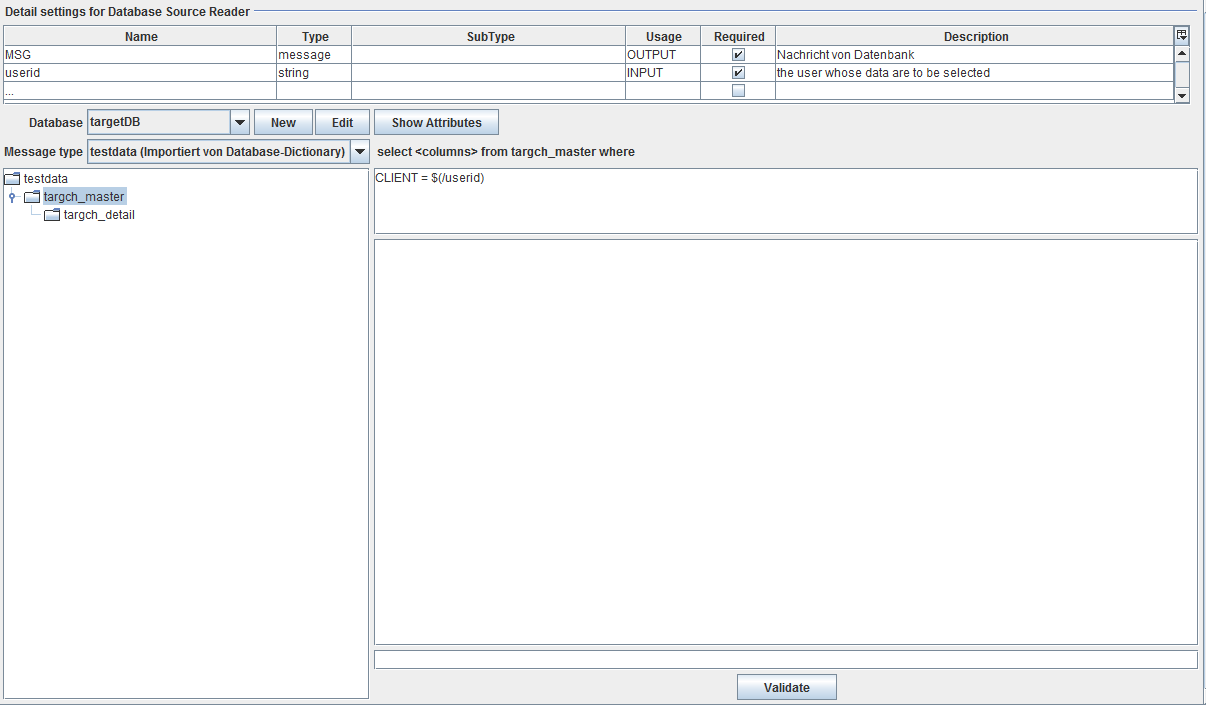 Detail settings for Database Source Reader
Name Type SubType Usage Required Description
MSG message OUTPUT Nachricht von Datenbank
userid string INPUT the user whose data are to be selected
...
Database targetDB New Edit Show Attributes
Message type testdata (Importiert von Database-Dictionary) select <columns> from targch_master where
testdata
targch_master
targch_detail
CLIENT = $(/userid)
Validate